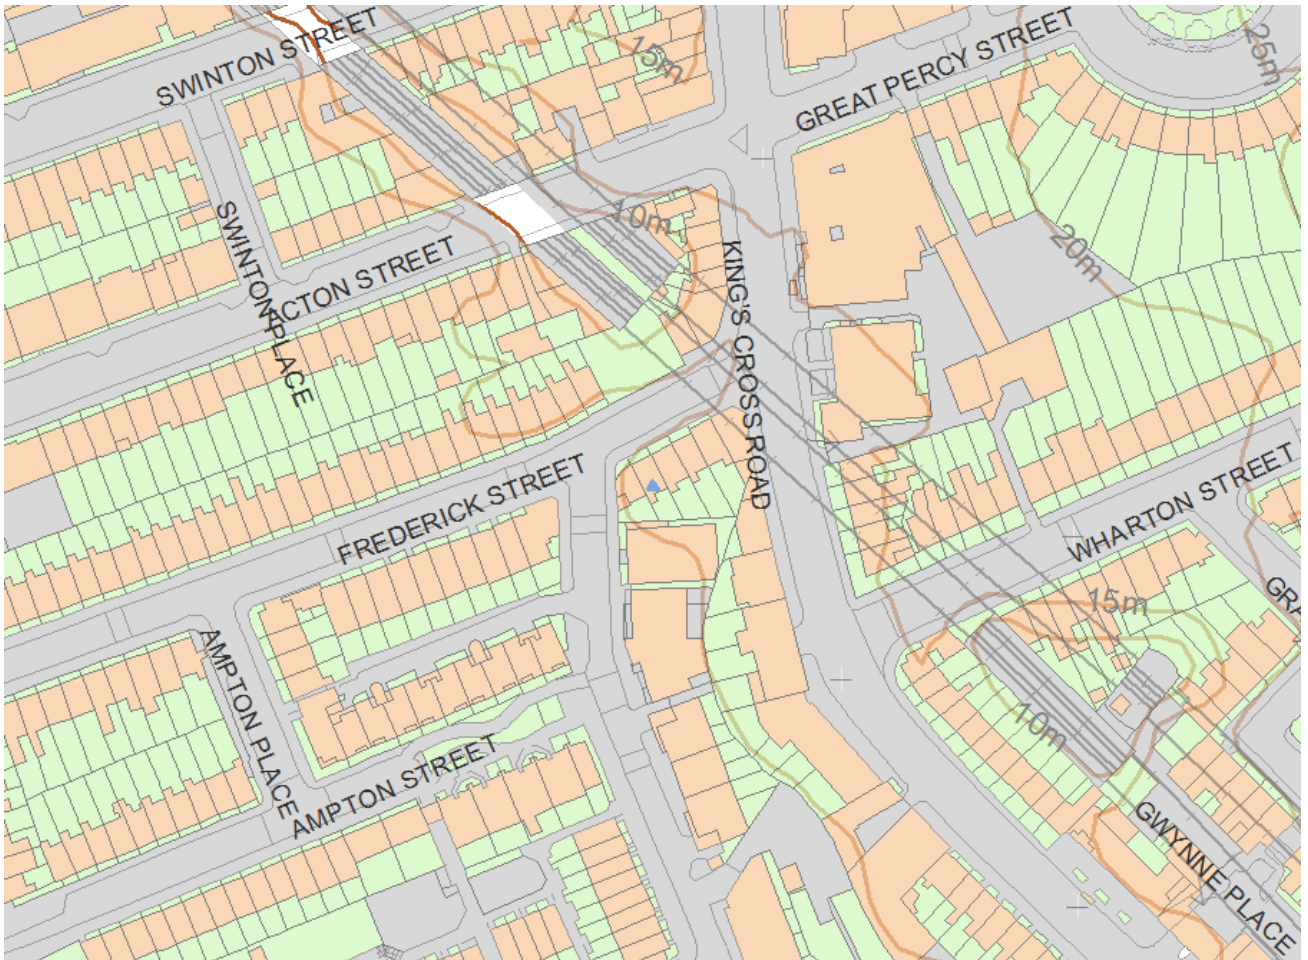 SWINTON STREET
15m
GREAT PERCY STREET
25m
SWINTON PLACE
10m
20m
ACTON STREET
KING'S CROSS ROAD
FREDERICK STREET
WHARTON STREET
15m
GRA
AMPTON PLACE
10m
AMPTON STREET
GWYNNE PLACE